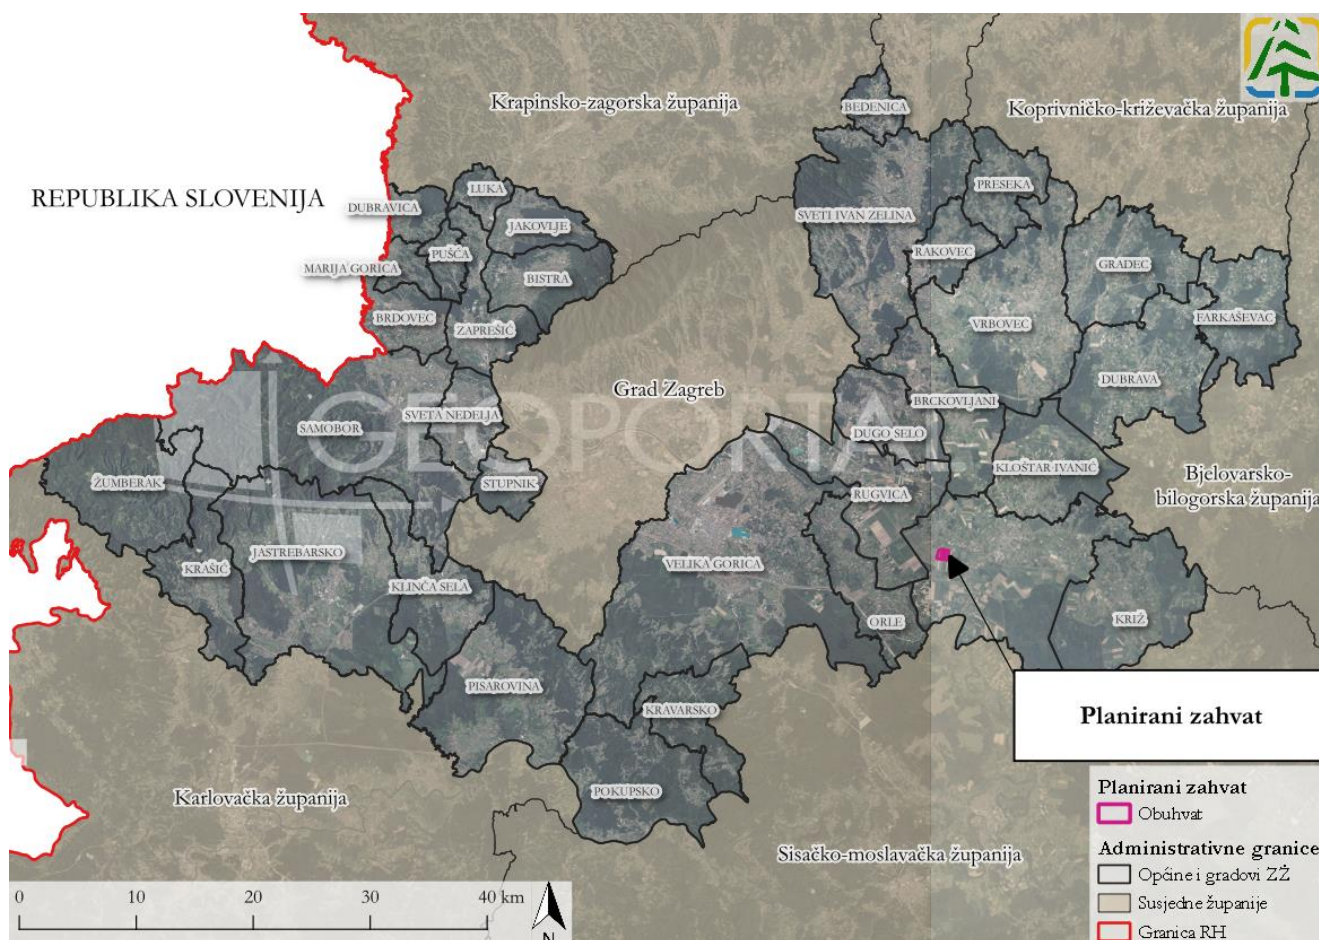 Krapinsko-zagorska županija
BEDENICA
Koprivničko-križevačka županija
REPUBLIKA SLOVENIJA
LUKA
DUBRAVICA
JAKOVLJE
PUŠĆA
MARIJA GORICA
BISTRA
BRDOVEC
ZAPREŠIĆ
PRESEKA
SVETI IVAN ZELINA
RAKOVEC
GRADEC
VRBOVEC
FARKAŠEVAC
DUBRAVA
Grad Zagreb
BRCKOVLJANI
GEOPORTA
SAMOBOR
SVETA NEDELJA
DUGO SELO
KLOŠTAR IVANIĆ
STUPNIK
ŽUMBERAK
RUGVICA
Bjelovarsko-
bilogorska županija
JASTREBARSKO
KRAŠIĆ
KLINČA SELA
VELIKA GORICA
ORLE
KRIŽ
PISAROVINA
KRAVARSKO
POKUPSKO
Planirani zahvat
Karlovačka županija
Sisačko-moslavačka županija
Planirani zahvat
Obuhvat
Administrativne granice
Općine i gradovi ZŽ
Susjedne županije
Granica RH
0 10 20 30 40 km
N